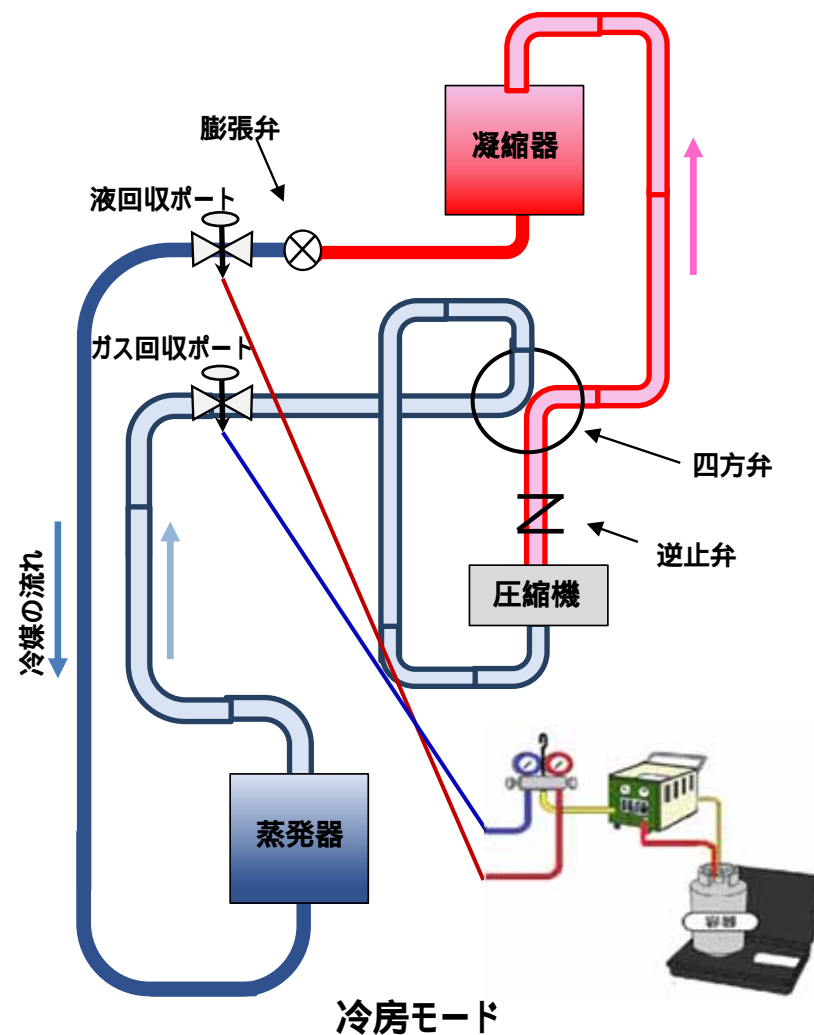 凝縮器
膨張弁
液回収ポート
ガス回収ポート
四方弁
逆止弁
圧縮機
冷媒の流れ
蒸発器
冷房モード